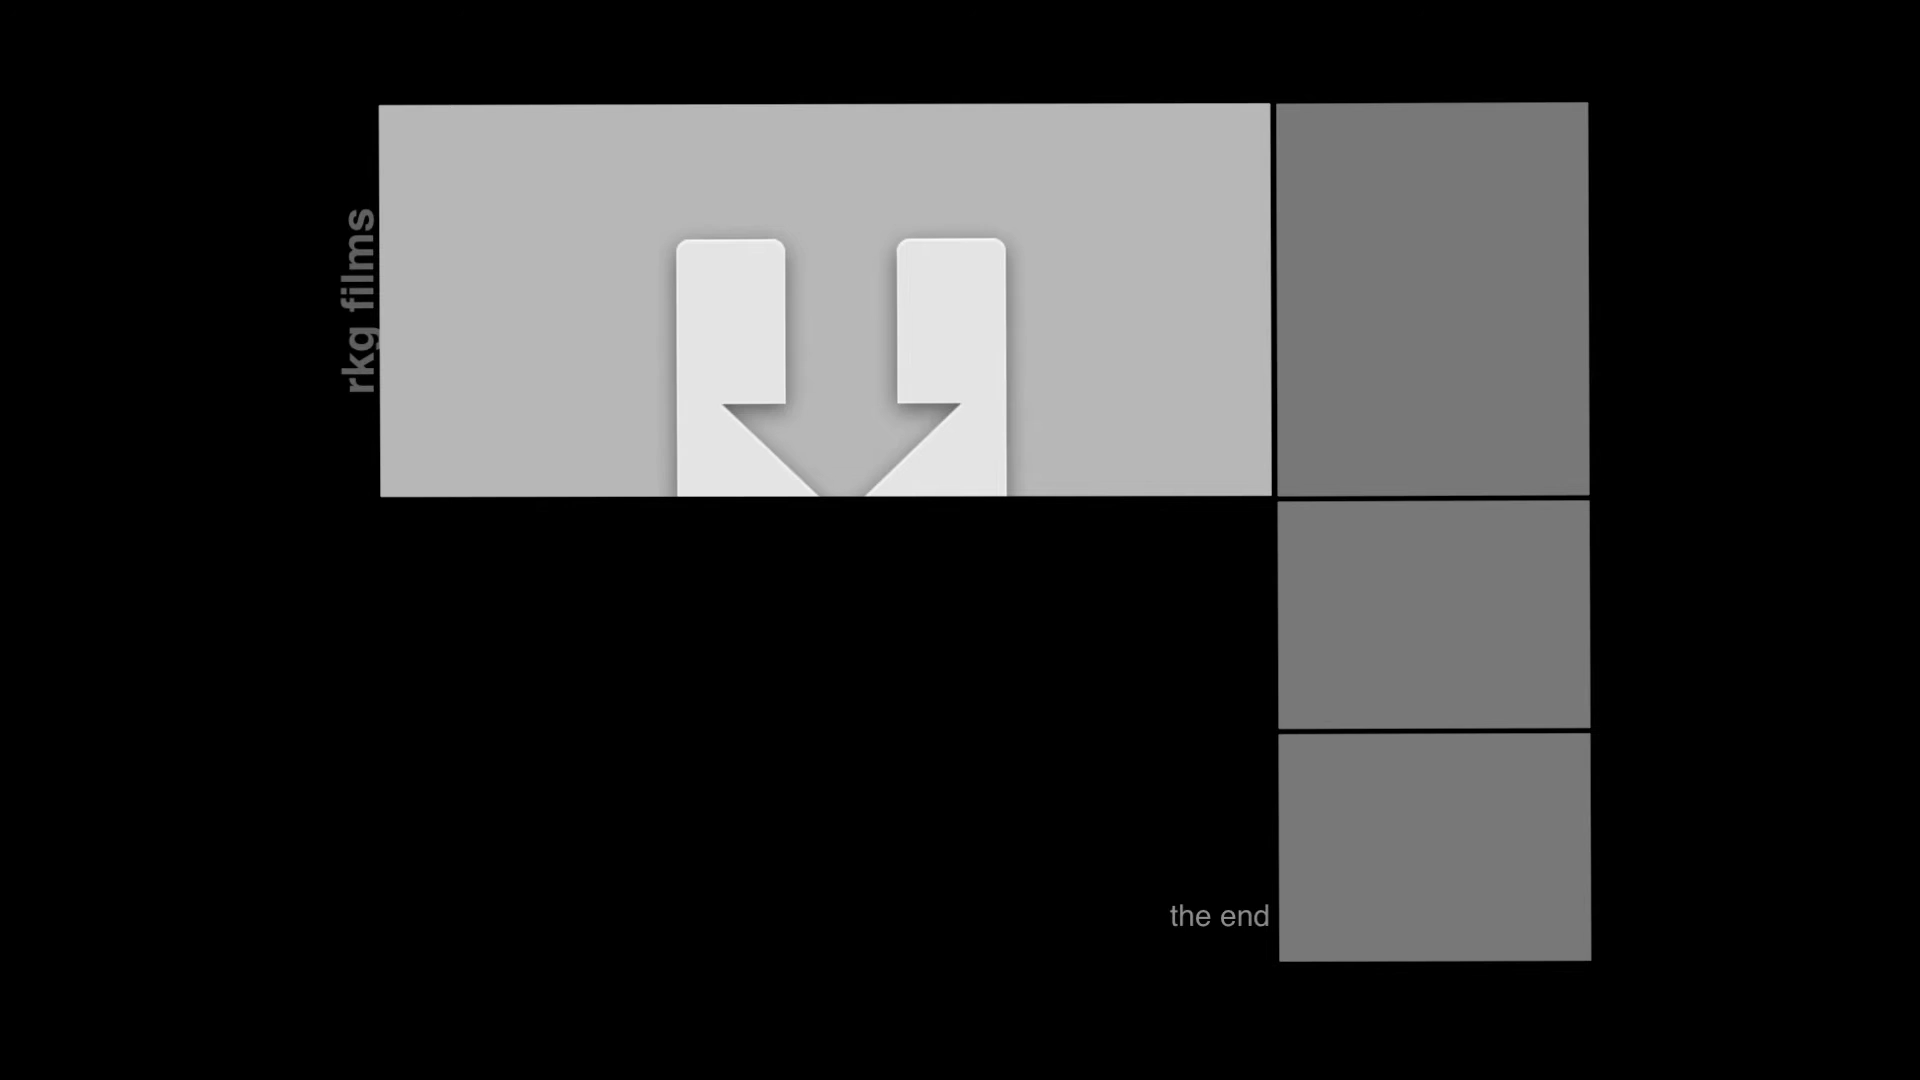 rkg films
the end